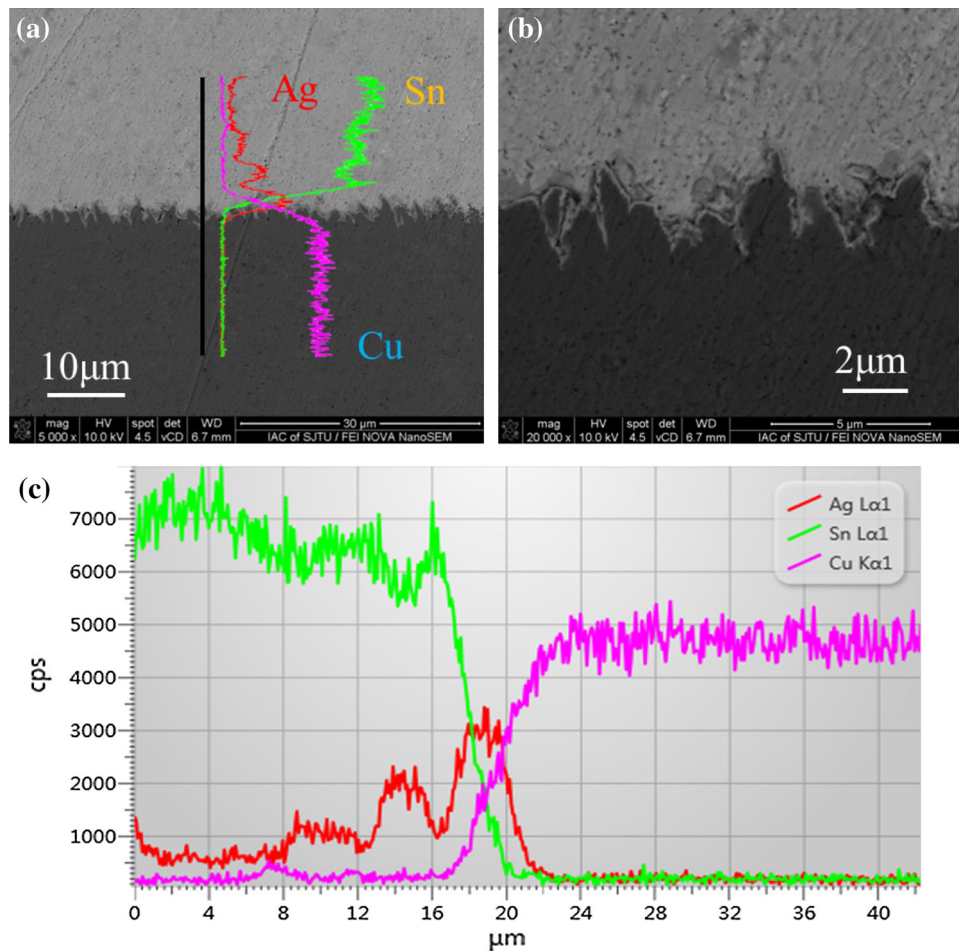 (a)
Ag
Sn
Cu
10μm
mag HV spot det WD 30 μm
5 000 x 10.0 kV 4.5 vCD 6.7 mm IAC of SJTU / FEI NOVA NanoSEM
(b)
2μm
mag HV spot det WD 5 μm
20 000 x 10.0 kV 4.5 vCD 6.7 mm IAC of SJTU / FEI NOVA NanoSEM
(c)
Ag Lα1
Sn Lα1
Cu Kα1
7000
6000
5000
4000
3000
2000
1000
cps
0 4 8 12 16 20 24 28 32 36 40
μm